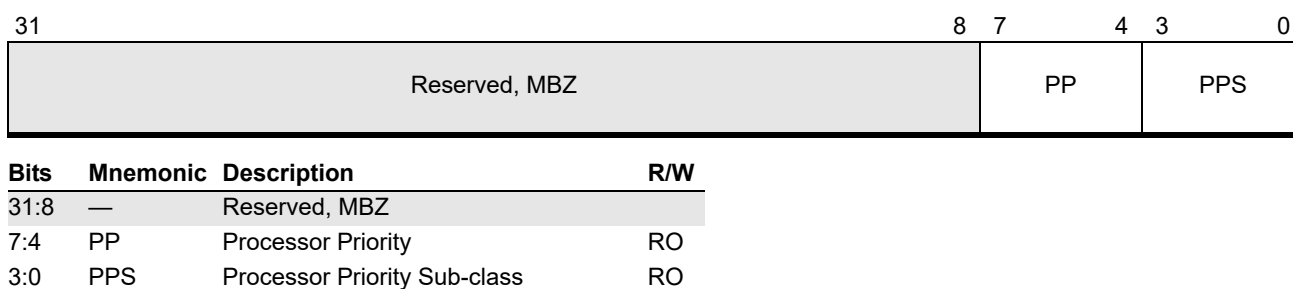 31 8 7 4 3 0
Reserved, MBZ PP PPS
Bits Mnemonic Description R/W
31:8 — Reserved, MBZ
7:4 PP Processor Priority RO
3:0 PPS Processor Priority Sub-class RO